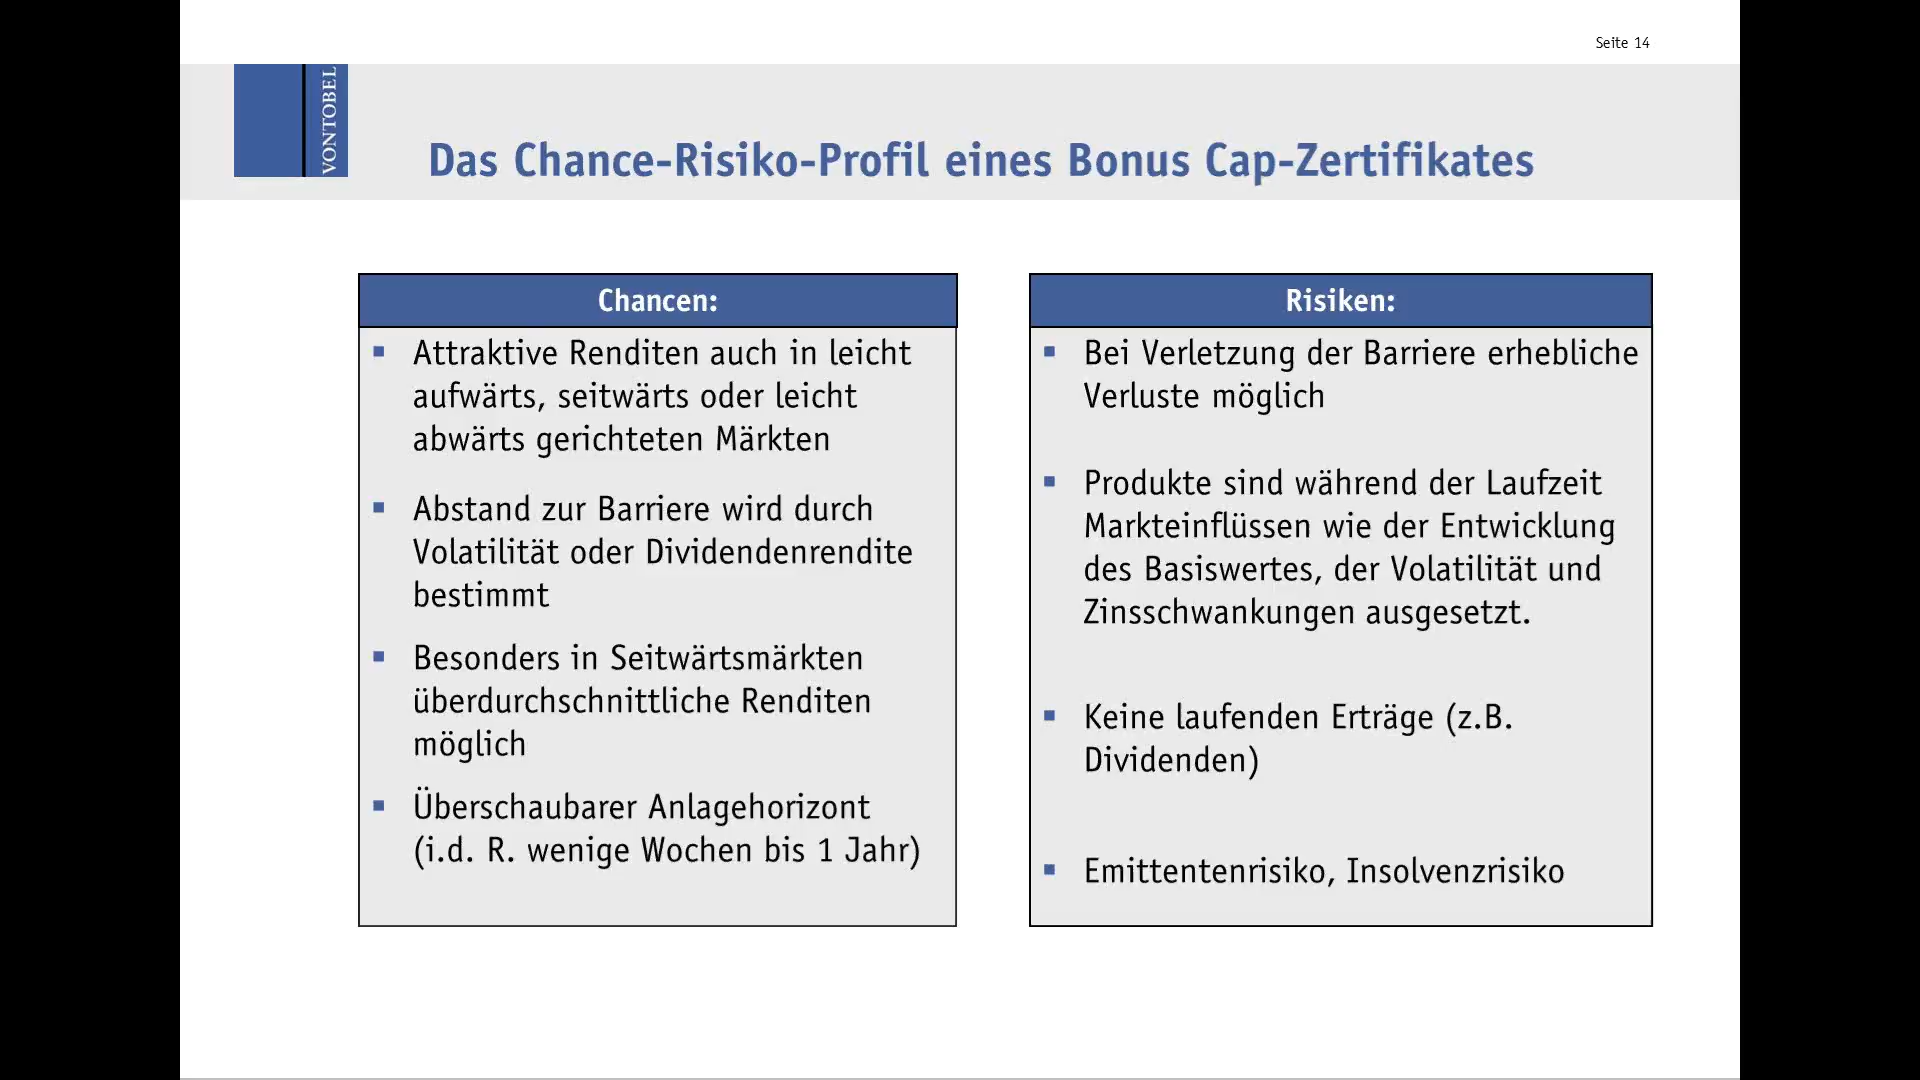 Seite 14
VONTOBEL
Das Chance-Risiko-Profil eines Bonus Cap-Zertifikates
Chancen:
▪ Attraktive Renditen auch in leicht
aufwärts, seitwärts oder leicht
abwärts gerichteten Märkten
▪ Abstand zur Barriere wird durch
Volatilität oder Dividendenrendite
bestimmt
▪ Besonders in Seitwärtsmärkten
überdurchschnittliche Renditen
möglich
▪ Überschaubarer Anlagehorizont
(i.d. R. wenige Wochen bis 1 Jahr)
Risiken:
▪ Bei Verletzung der Barriere erhebliche
Verluste möglich
▪ Produkte sind während der Laufzeit
Markteinflüssen wie der Entwicklung
des Basiswertes, der Volatilität und
Zinsschwankungen ausgesetzt.
▪ Keine laufenden Erträge (z.B.
Dividenden)
▪ Emittentenrisiko, Insolvenzrisiko